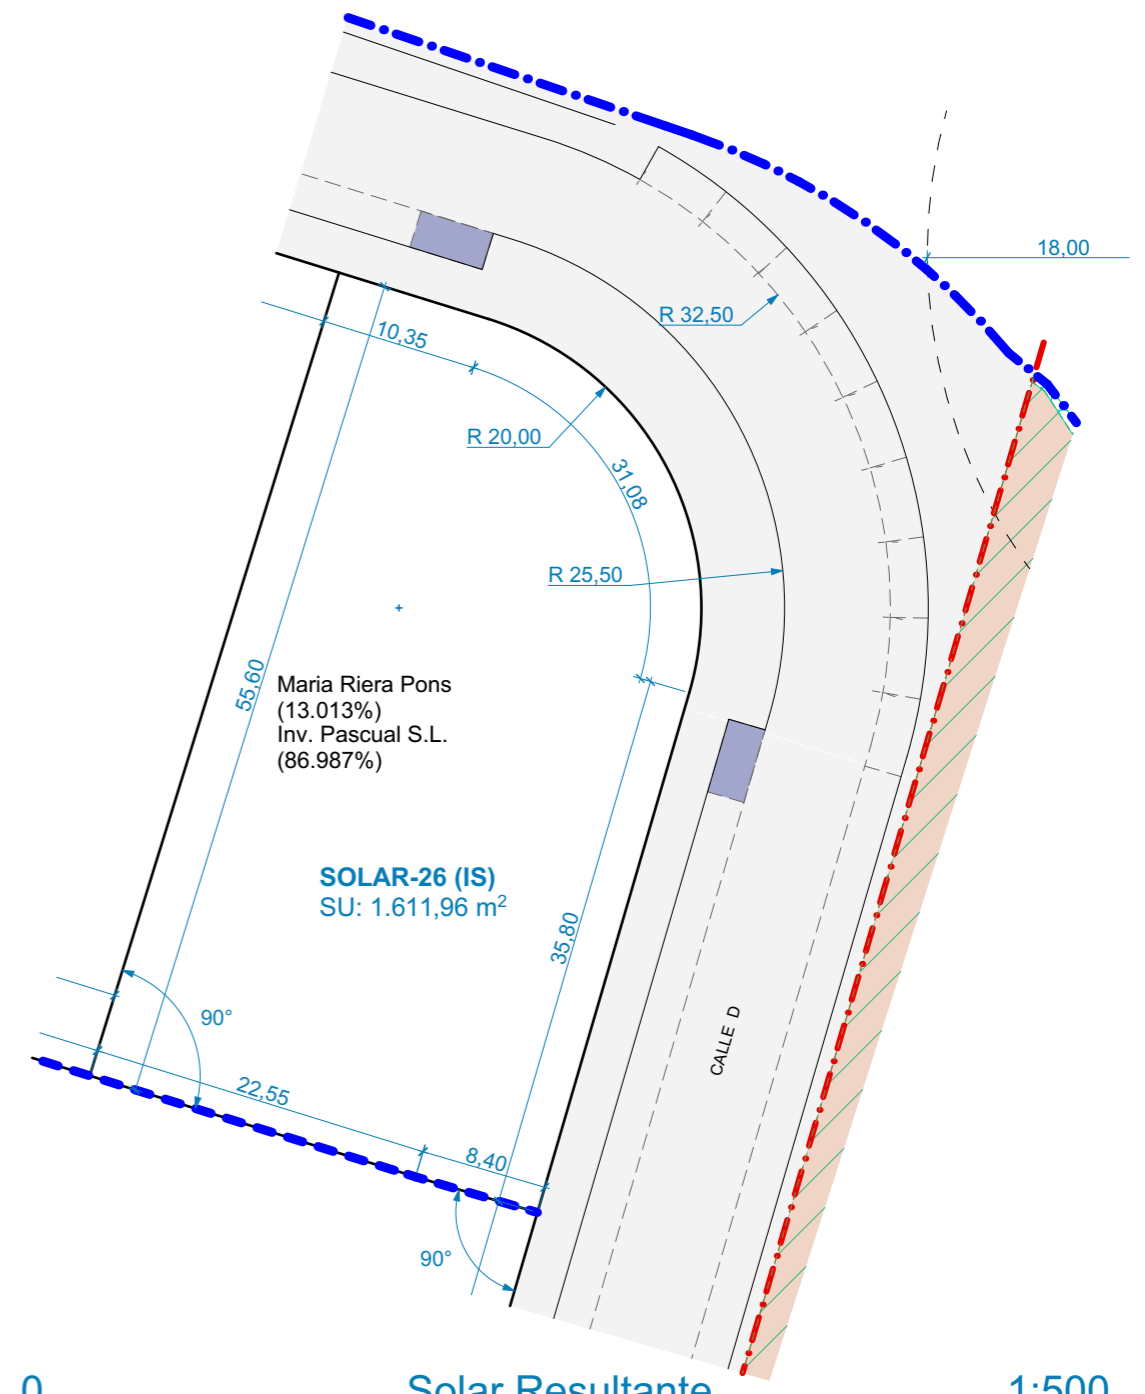 18,00
R 32,50
10,35
R 20,00
31,08
R 25,50
55,60
Maria Riera Pons
(13.013%)
Inv. Pascual S.L.
(86.987%)
SOLAR-26 (IS)
SU: 1.611,96 m²
35,80
90°
CALLE D
22,55
8,40
90°
0
Solar Resultante
1:500